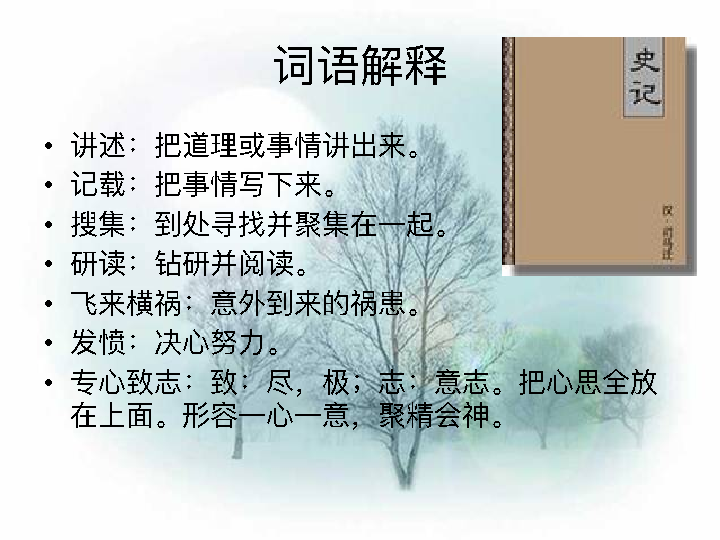 词语解释
史记
汉·司马迁
• 讲述：把道理或事情讲出来。
• 记载：把事情写下来。
• 搜集：到处寻找并聚集在一起。
• 研读：钻研并阅读。
• 飞来横祸：意外到来的祸患。
• 发愤：决心努力。
• 专心致志：致：尽，极；志：意志。把心思全放
在上面。形容一心一意，聚精会神。